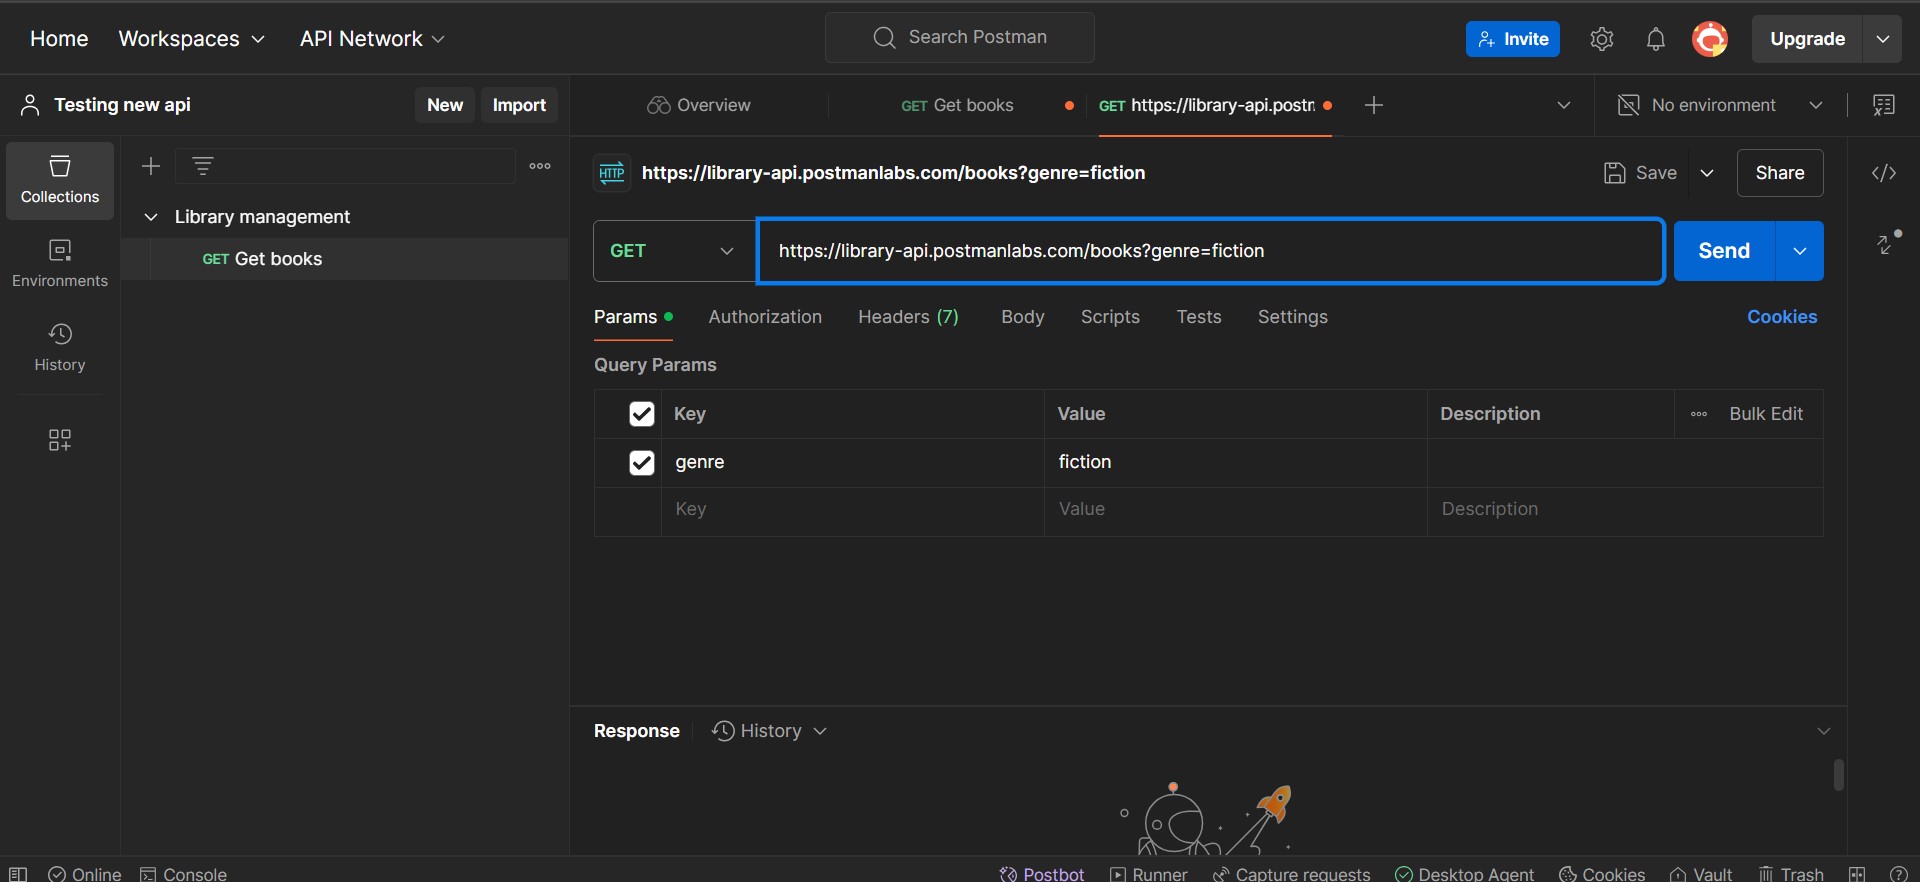 Home Workspaces API Network Search Postman Invite Upgrade
Testing new api New Import Overview GET Get books GET https://library-api.postr No environment
HTTP https://library-api.postmanlabs.com/books?genre=fiction Save Share
Collections
Library management
GET https://library-api.postmanlabs.com/books?genre=fiction Send
GET Get books
Environments
Params Authorization Headers (7) Body Scripts Tests Settings Cookies
History
Query Params
Key Value Description Bulk Edit
genre fiction
Key Value Description
Response History
Online Console Postbot Runner Capture requests Desktop Agent Cookies Vault Trash